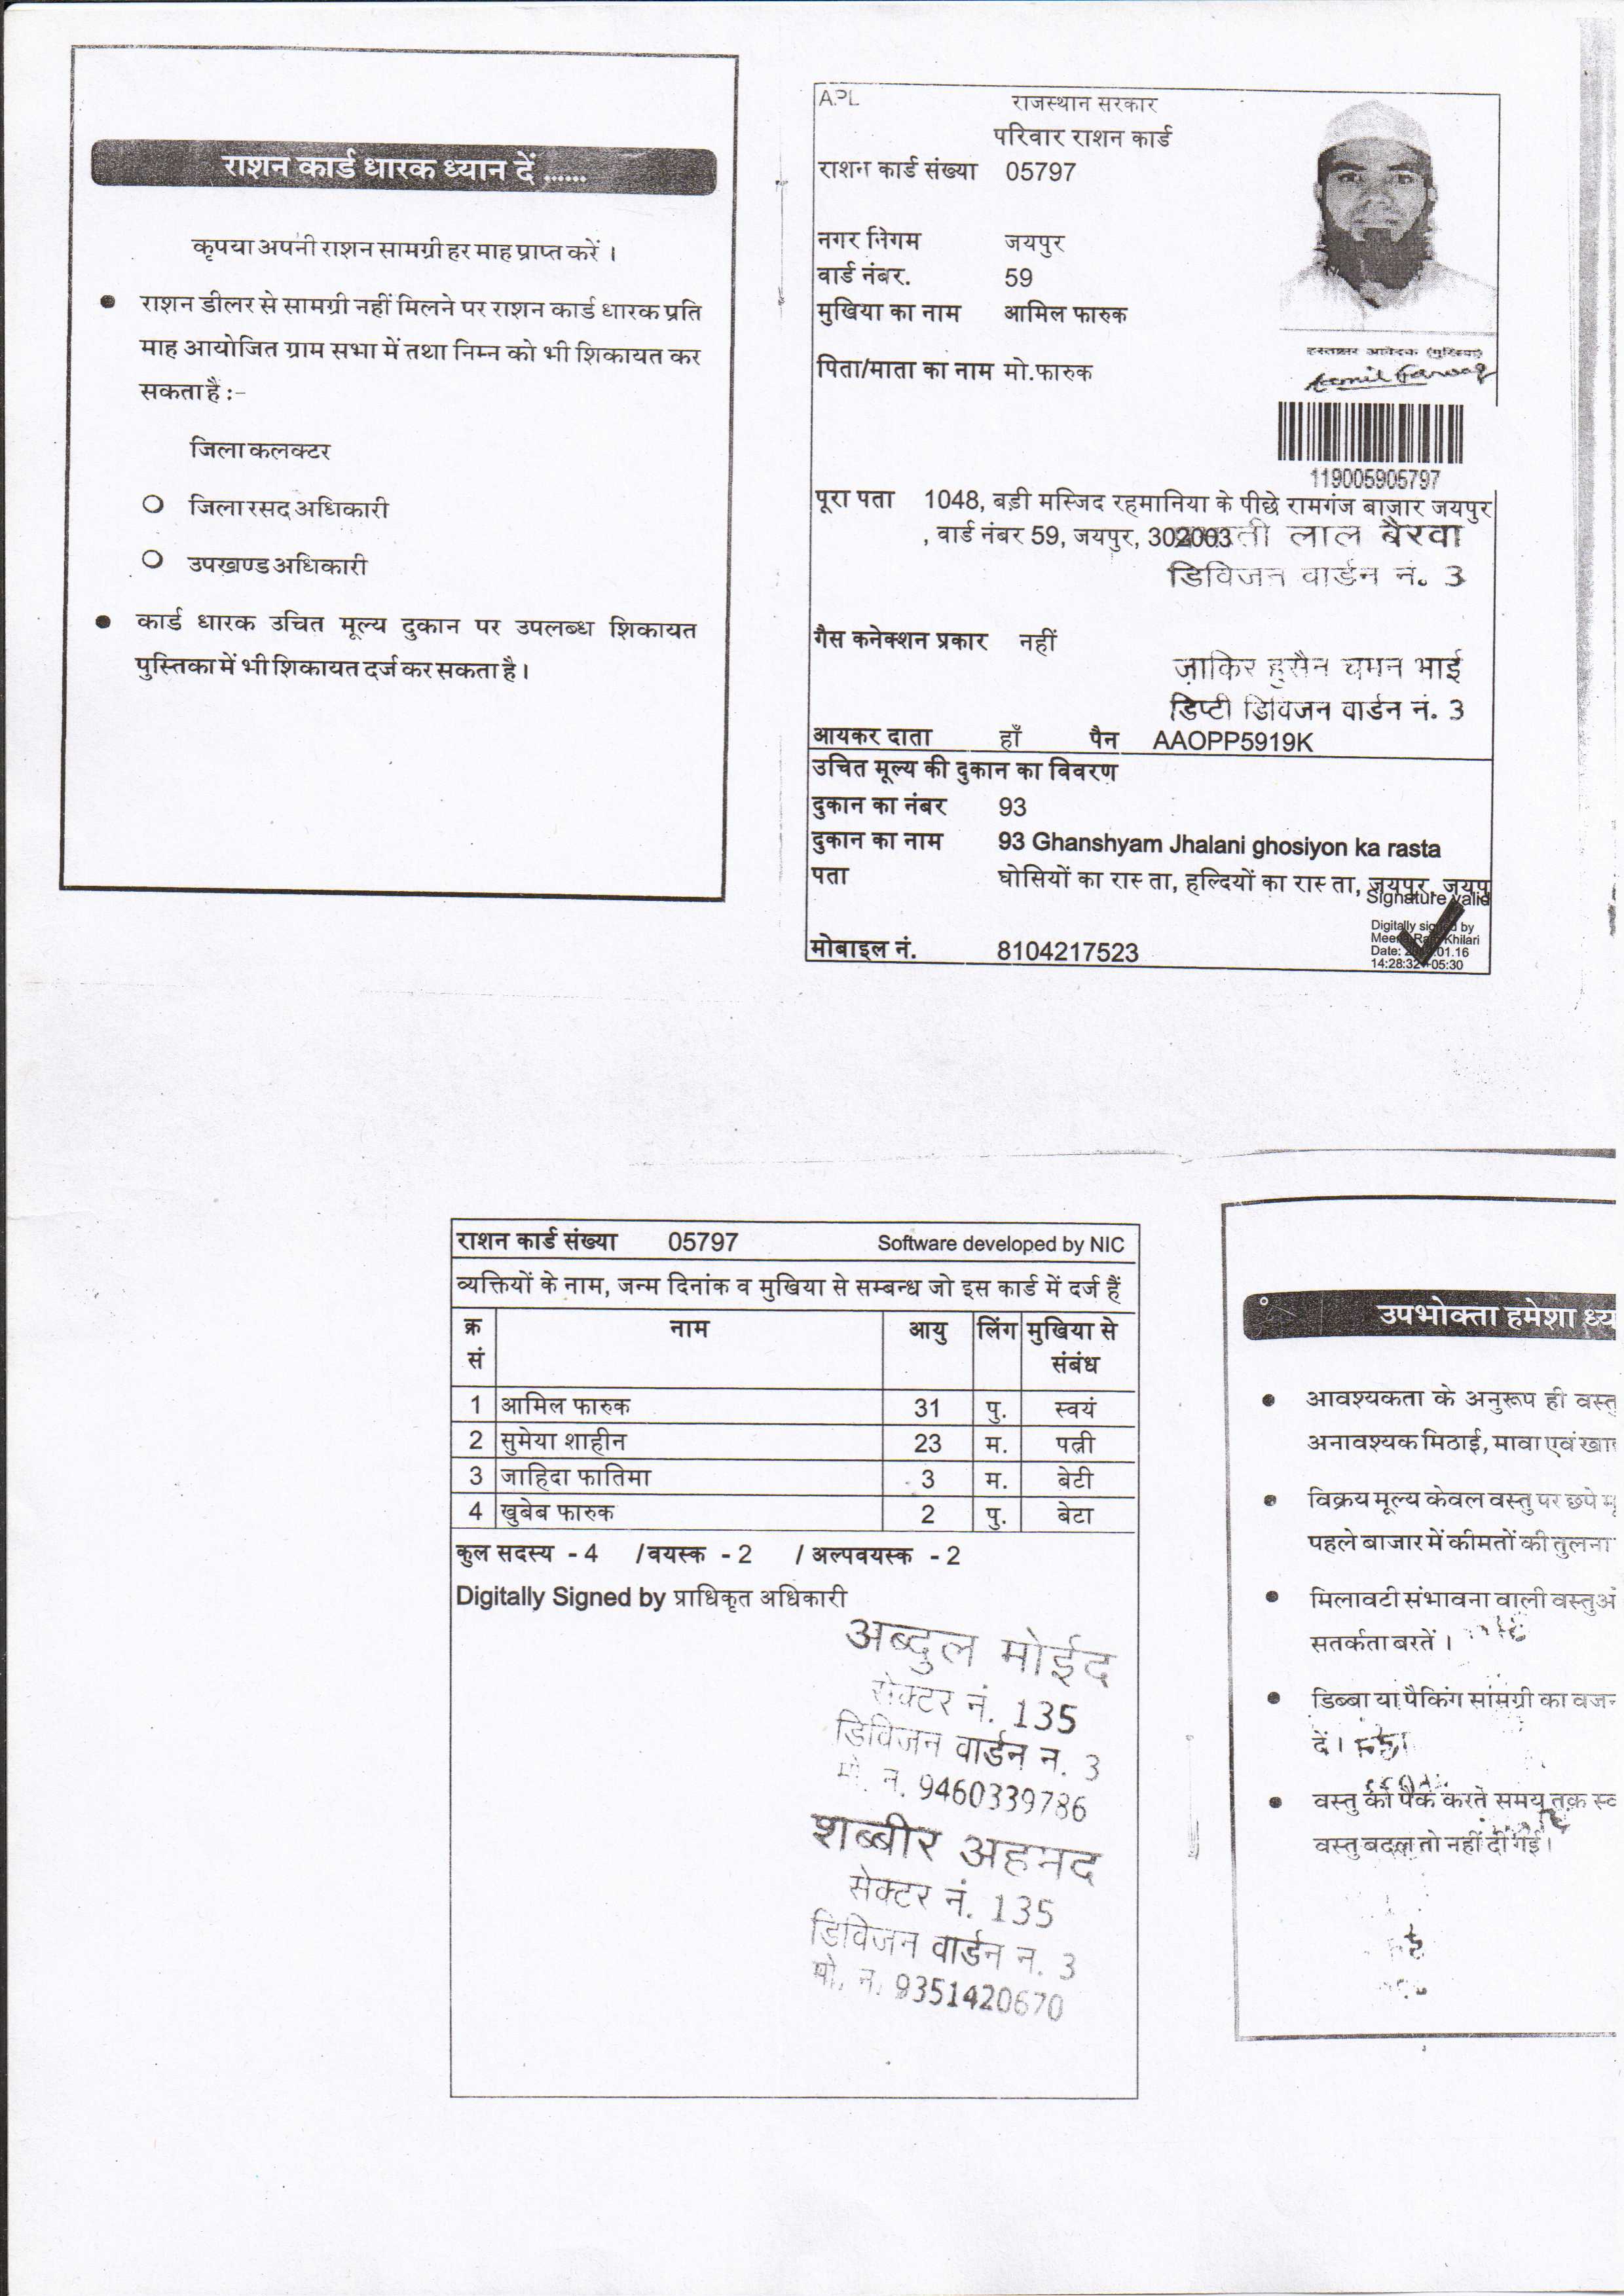 राशन कार्ड धारक ध्यान दें ......
कृपया अपनी राशन सामग्री हर माह प्राप्त करें ।
● राशन डीलर से सामग्री नहीं मिलने पर राशन कार्ड धारक प्रति
माह आयोजित ग्राम सभा में तथा निम्न को भी शिकायत कर
सकता है :-
जिला कलक्टर
○ जिला रसद अधिकारी
○ उपखण्ड अधिकारी
● कार्ड धारक उचित मूल्य दुकान पर उपलब्ध शिकायत
पुस्तिका में भी शिकायत दर्ज कर सकता है ।
A.P.L
राजस्थान सरकार
परिवार राशन कार्ड
राशन कार्ड संख्या 05797
नगर निगम जयपुर
वार्ड नंबर. 59
मुखिया का नाम आमिल फारुक
पिता/माता का नाम मो.फारुक
हस्ताक्षर आवेदक (मुखिया)
Aamil Farooq
119005905797
पूरा पता 1048, बड़ी मस्जिद रहमानिया के पीछे रामगंज बाज़ार जयपुर
, वार्ड नंबर 59, जयपुर, 302003
लाल बैरवा
डिविजन वार्डन नं. 3
गैस कनेक्शन प्रकार नहीं
ज़ाकिर हुसैन चमन भाई
डिप्टी डिविजन वार्डन नं. 3
आयकर दाता हाँ पैन AAOPP5919K
उचित मूल्य की दुकान का विवरण
दुकान का नंबर 93
दुकान का नाम 93 Ghanshyam Jhalani ghosiyon ka rasta
पता घोसियों का रास्ता, हल्दियों का रास्ता, जयपुर, जयपु
Signature valid
Digitally signed by
Khilari
Date: .01.16
14:28:32 +05:30
मोबाइल नं. 8104217523
राशन कार्ड संख्या 05797 Software developed by NIC
व्यक्तियों के नाम, जन्म दिनांक व मुखिया से सम्बन्ध जो इस कार्ड में दर्ज हैं
क्र सं नाम आयु लिंग मुखिया से संबंध
1 आमिल फारुक 31 पु. स्वयं
2 सुमेया शाहीन 23 म. पत्नी
3 जाहिदा फातिमा 3 म. बेटी
4 खुबेब फारुक 2 पु. बेटा
कुल सदस्य - 4 / वयस्क - 2 / अल्पवयस्क - 2
Digitally Signed by प्राधिकृत अधिकारी
अब्दुल मोईद
सेक्टर नं. 135
डिविजन वार्डन न. 3
मो. न. 9460339786
शब्बीर अहमद
सेक्टर नं. 135
डिविजन वार्डन न. 3
मो. न. 9351420670
उपभोक्ता हमेशा ध्य
● आवश्यकता के अनुरूप ही वस्तु
अनावश्यक मिठाई, मावा एवं खा
● विक्रय मूल्य केवल वस्तु पर छपे मू
पहले बाजार में कीमतों की तुलना
● मिलावटी संभावना वाली वस्तुओं
सतर्कता बरतें ।
● डिब्बा या पैकिंग सामग्री का वजन
दें ।
● वस्तु को पैक करते समय तक स्व
वस्तु बदल तो नहीं दी गई ।